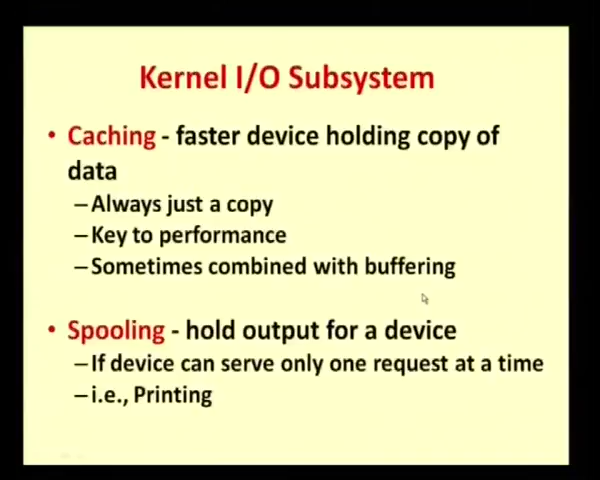 Kernel I/O Subsystem
• Caching - faster device holding copy of
data
–Always just a copy
–Key to performance
–Sometimes combined with buffering
• Spooling - hold output for a device
–If device can serve only one request at a time
–i.e., Printing